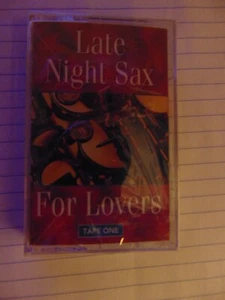 Late
Night Sax
For Lovers
TAPE ONE